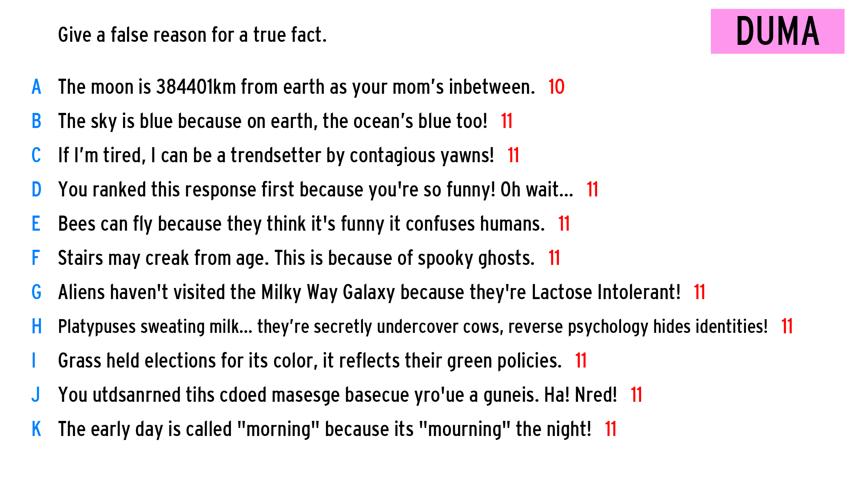 Give a false reason for a true fact.
DUMA
A The moon is 384401km from earth as your mom's inbetween. 10
B The sky is blue because on earth, the ocean's blue too! 11
C If I'm tired, I can be a trendsetter by contagious yawns! 11
D You ranked this response first because you're so funny! Oh wait... 11
E Bees can fly because they think it's funny it confuses humans. 11
F Stairs may creak from age. This is because of spooky ghosts. 11
G Aliens haven't visited the Milky Way Galaxy because they're Lactose Intolerant! 11
H Platypuses sweating milk... they're secretly undercover cows, reverse psychology hides identities! 11
I Grass held elections for its color, it reflects their green policies. 11
J You utdsanrned tihs cdoed masesge basecue yro'ue a guneis. Ha! Nred! 11
K The early day is called "morning" because its "mourning" the night! 11